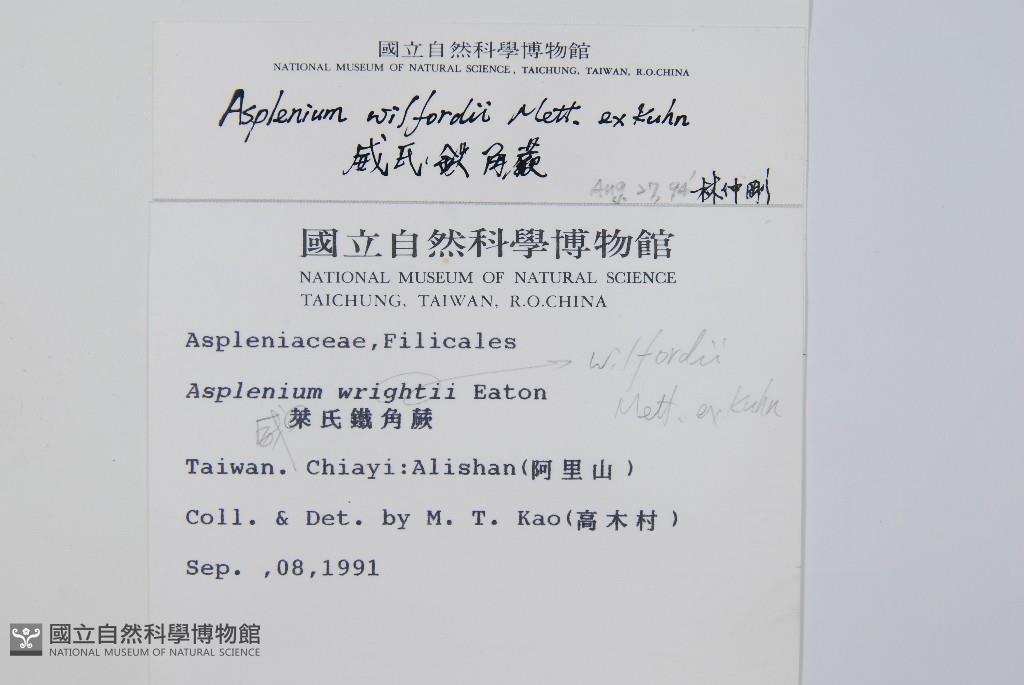 國立自然科學博物館
NATIONAL MUSEUM OF NATURAL SCIENCE, TAICHUNG, TAIWAN, R.O.CHINA
Asplenium wilfordii Mett. ex Kuhn
威氏鉄角蕨
Aug. 27, 94' 林仲剛
國立自然科學博物館
NATIONAL MUSEUM OF NATURAL SCIENCE
TAICHUNG, TAIWAN, R.O.CHINA
Aspleniaceae,Filicales
wilfordii
Asplenium wrightii Eaton
Mett. ex Kuhn
威
萊氏鐵角蕨
Taiwan. Chiayi:Alishan(阿里山)
Coll. & Det. by M. T. Kao(高木村)
Sep. ,08,1991
國立自然科學博物館
NATIONAL MUSEUM OF NATURAL SCIENCE